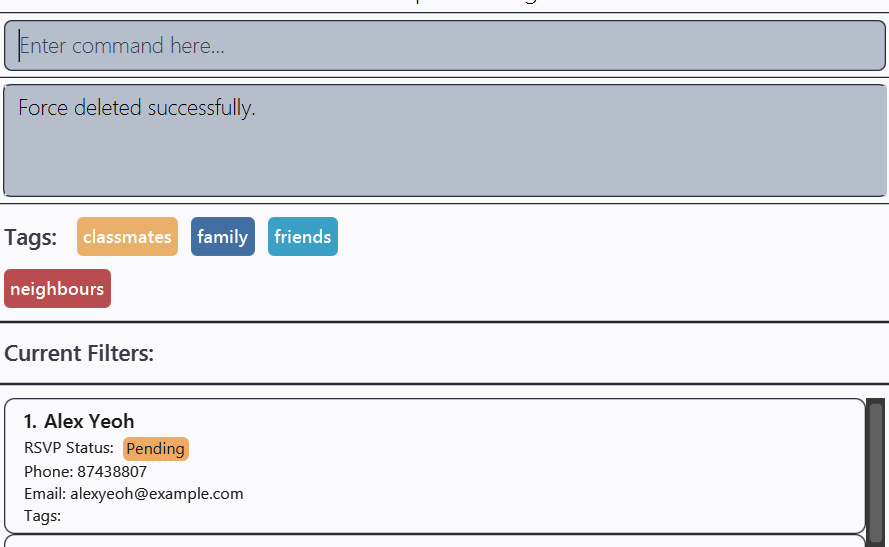 Enter command here...
Force deleted successfully.
Tags: classmates family friends
neighbours
Current Filters:
1. Alex Yeoh
RSVP Status: Pending
Phone: 87438807
Email: alexyeoh@example.com
Tags: